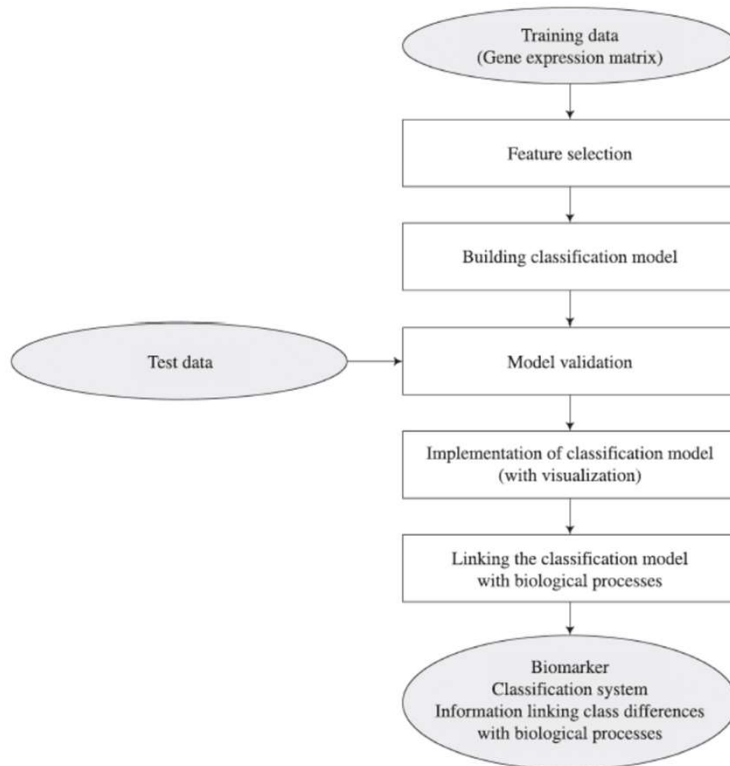 Training data
(Gene expression matrix)
Feature selection
Building classification model
Test data
Model validation
Implementation of classification model
(with visualization)
Linking the classification model
with biological processes
Biomarker
Classification system
Information linking class differences
with biological processes